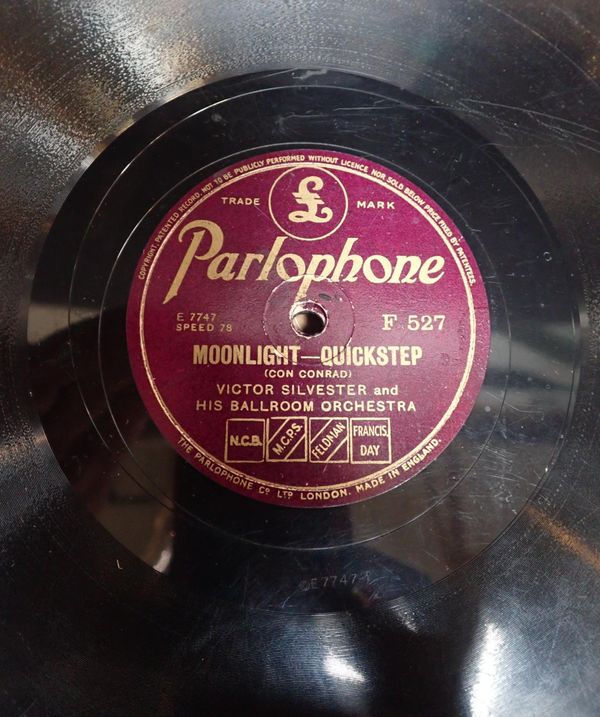 COPYRIGHT. PATENTED RECORD. NOT TO BE PUBLICLY PERFORMED WITHOUT LICENCE NOR SOLD BELOW PRICE FIXED BY PATENTEES.
TRADE £ MARK
Parlophone
E 7747
SPEED 78
F 527
MOONLIGHT—QUICKSTEP
(CON CONRAD)
VICTOR SILVESTER and
HIS BALLROOM ORCHESTRA
N.C.B. M.C.P.S. FELDMAN FRANCIS, DAY
THE PARLOPHONE Co LTD LONDON. MADE IN ENGLAND.
E7747